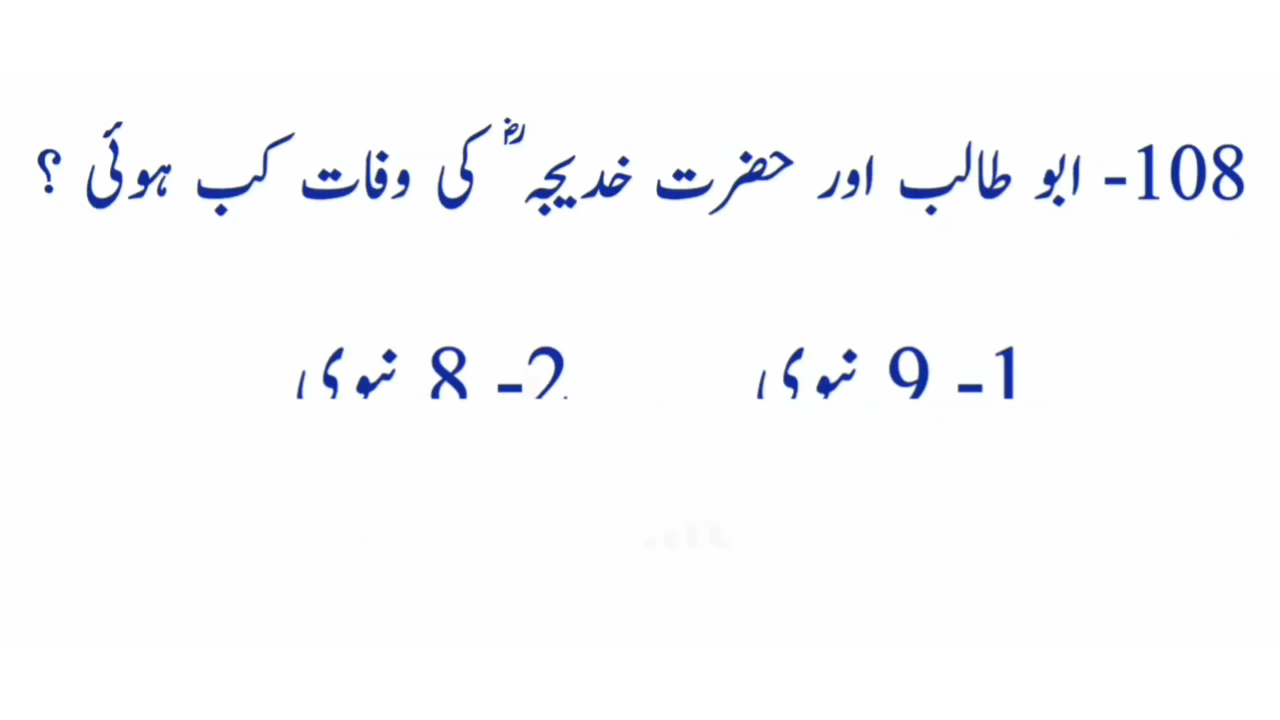 108- ابو طالب اور حضرت خدیجہؓ کی وفات کب ہوئی ؟
1- 9 نبوی 2- 8 نبوی